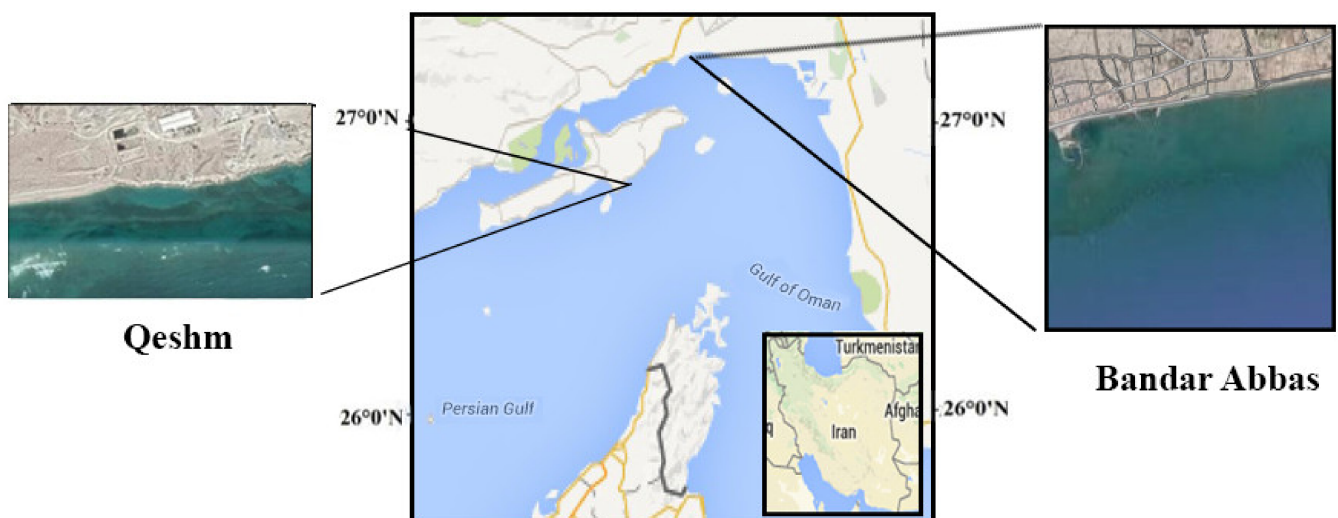 27°0'N
27°0'N
Qeshm
Gulf of Oman
Bandar Abbas
26°0'N
Persian Gulf
26°0'N
Turkmenistan
Iran
Afgha
q